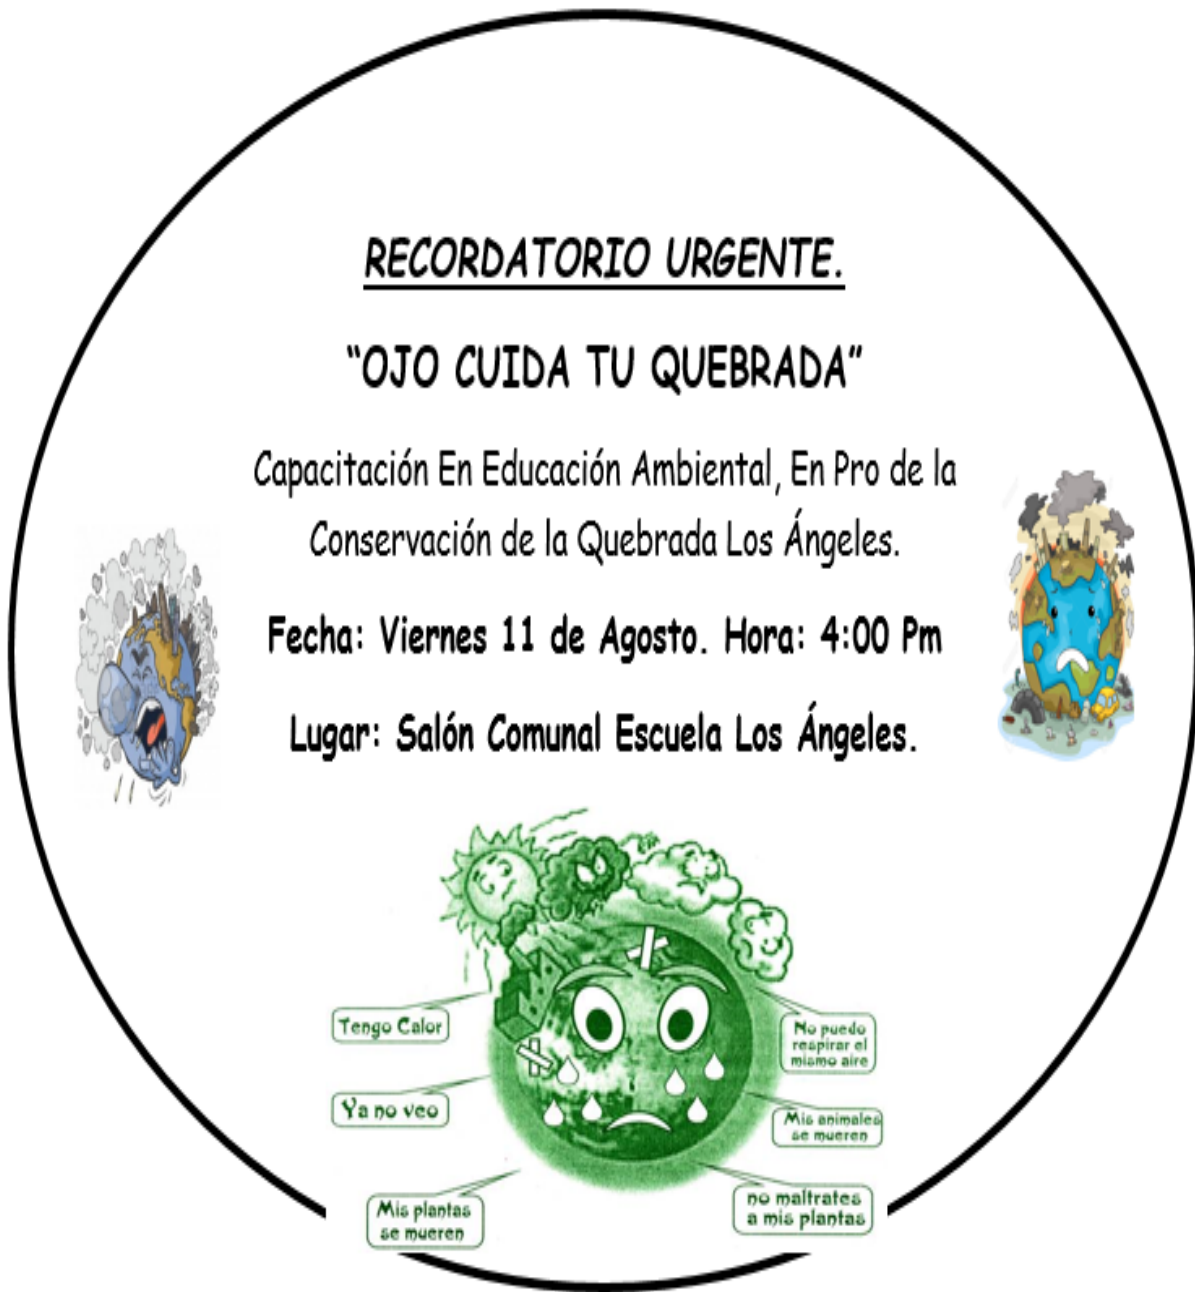 RECORDATORIO URGENTE.
“OJO CUIDA TU QUEBRADA”
Capacitación En Educación Ambiental, En Pro de la
Conservación de la Quebrada Los Ángeles.
Fecha: Viernes 11 de Agosto. Hora: 4:00 Pm
Lugar: Salón Comunal Escuela Los Ángeles.
Tengo Calor
Ya no veo
Mis plantas
se mueren
No puedo
respirar el
mismo aire
Mis animales
se mueren
no maltrates
a mis plantas